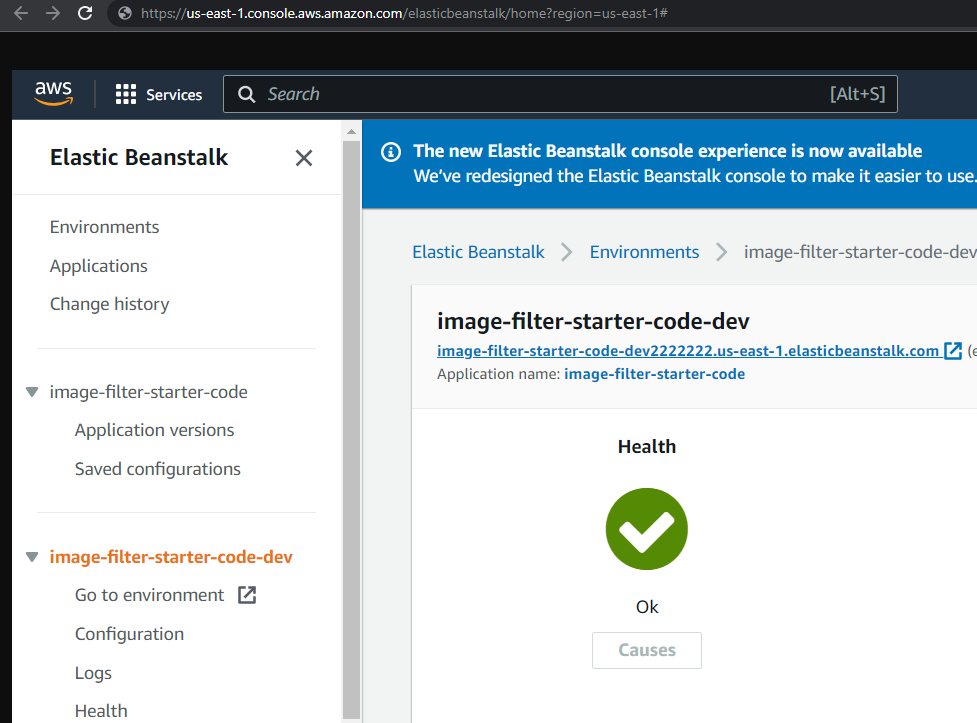 https://us-east-1.console.aws.amazon.com/elasticbeanstalk/home?region=us-east-1#
aws
Services
Search
[Alt+S]
Elastic Beanstalk
Environments
Applications
Change history
image-filter-starter-code
Application versions
Saved configurations
image-filter-starter-code-dev
Go to environment
Configuration
Logs
Health
The new Elastic Beanstalk console experience is now available
We've redesigned the Elastic Beanstalk console to make it easier to use.
Elastic Beanstalk
Environments
image-filter-starter-code-dev
image-filter-starter-code-dev
image-filter-starter-code-dev2222222.us-east-1.elasticbeanstalk.com (e
Application name: image-filter-starter-code
Health
Ok
Causes